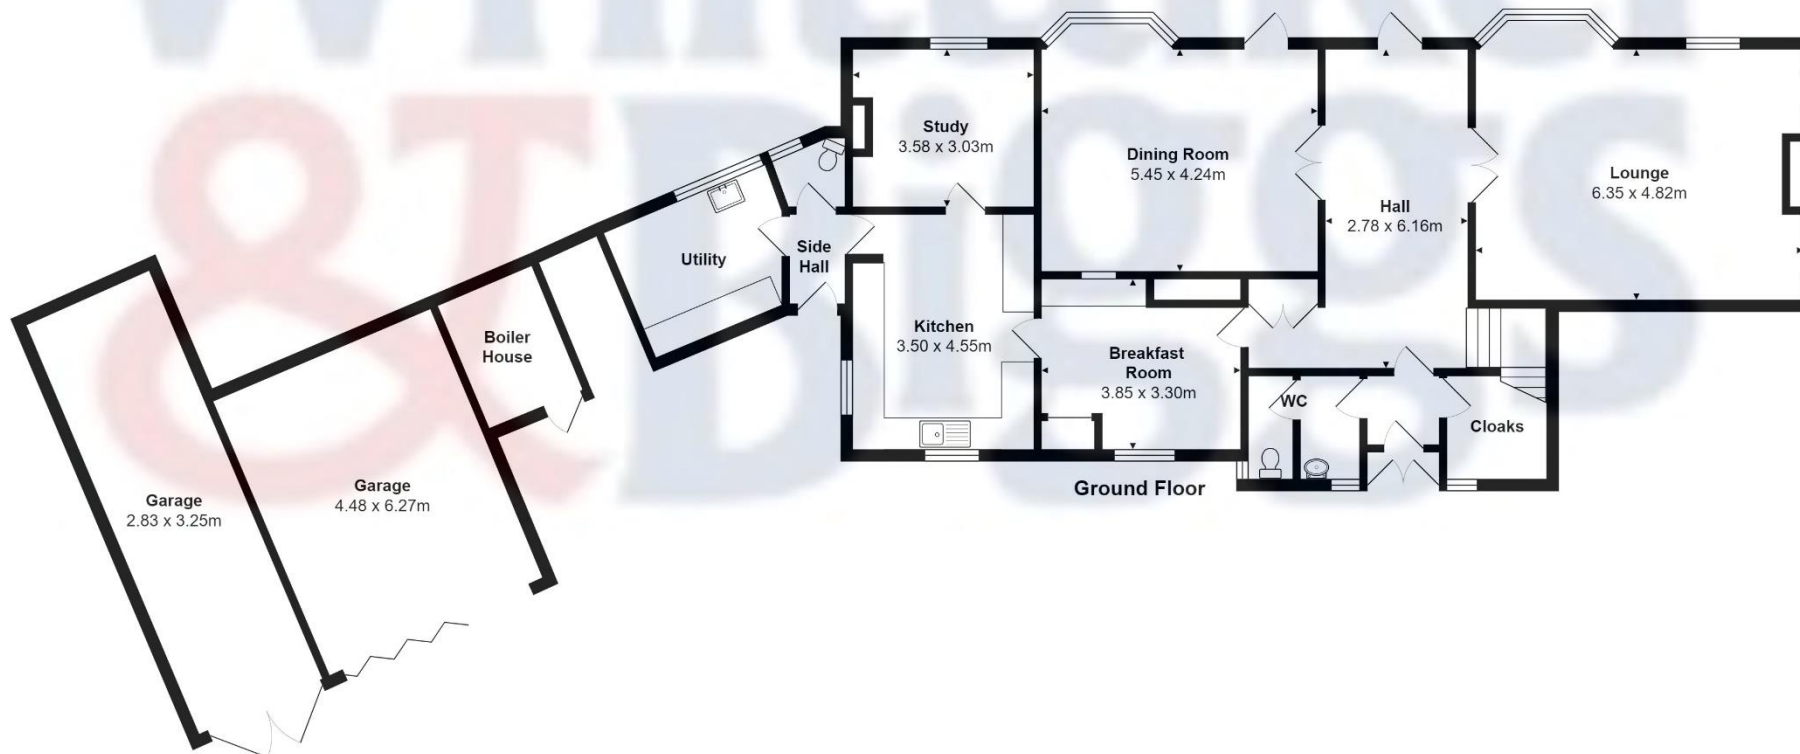 Whittaker
& Biggs
Study
3.58 x 3.03m
Dining Room
5.45 x 4.24m
Lounge
6.35 x 4.82m
Hall
2.78 x 6.16m
Side
Hall
Utility
Kitchen
3.50 x 4.55m
Boiler
House
Breakfast
Room
3.85 x 3.30m
WC
Cloaks
Garage
4.48 x 6.27m
Garage
2.83 x 3.25m
Ground Floor